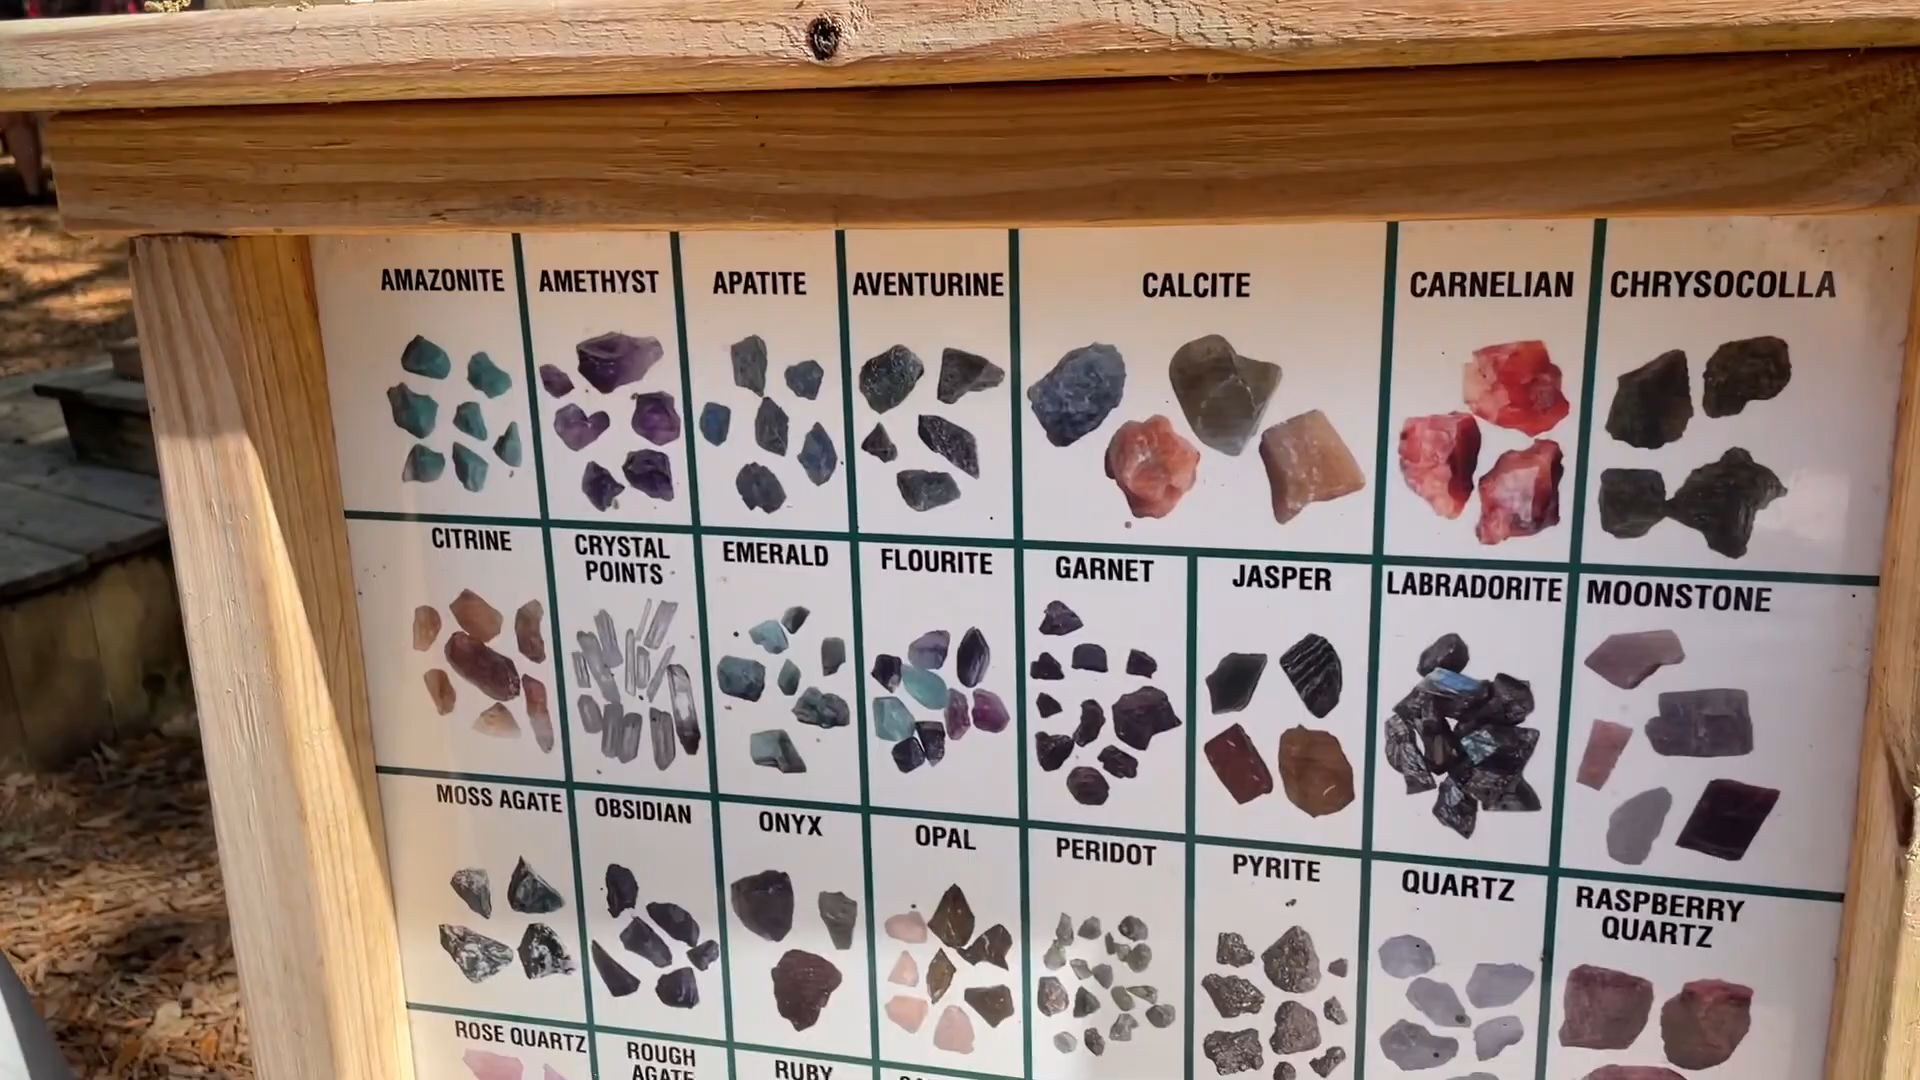 AMAZONITE
AMETHYST
APATITE
AVENTURINE
CALCITE
CARNELIAN
CHRYSOCOLLA
CITRINE
CRYSTAL
POINTS
EMERALD
FLOURITE
GARNET
JASPER
LABRADORITE
MOONSTONE
MOSS AGATE
OBSIDIAN
ONYX
OPAL
PERIDOT
PYRITE
QUARTZ
RASPBERRY
QUARTZ
ROSE QUARTZ
ROUGH
AGATE
RUBY